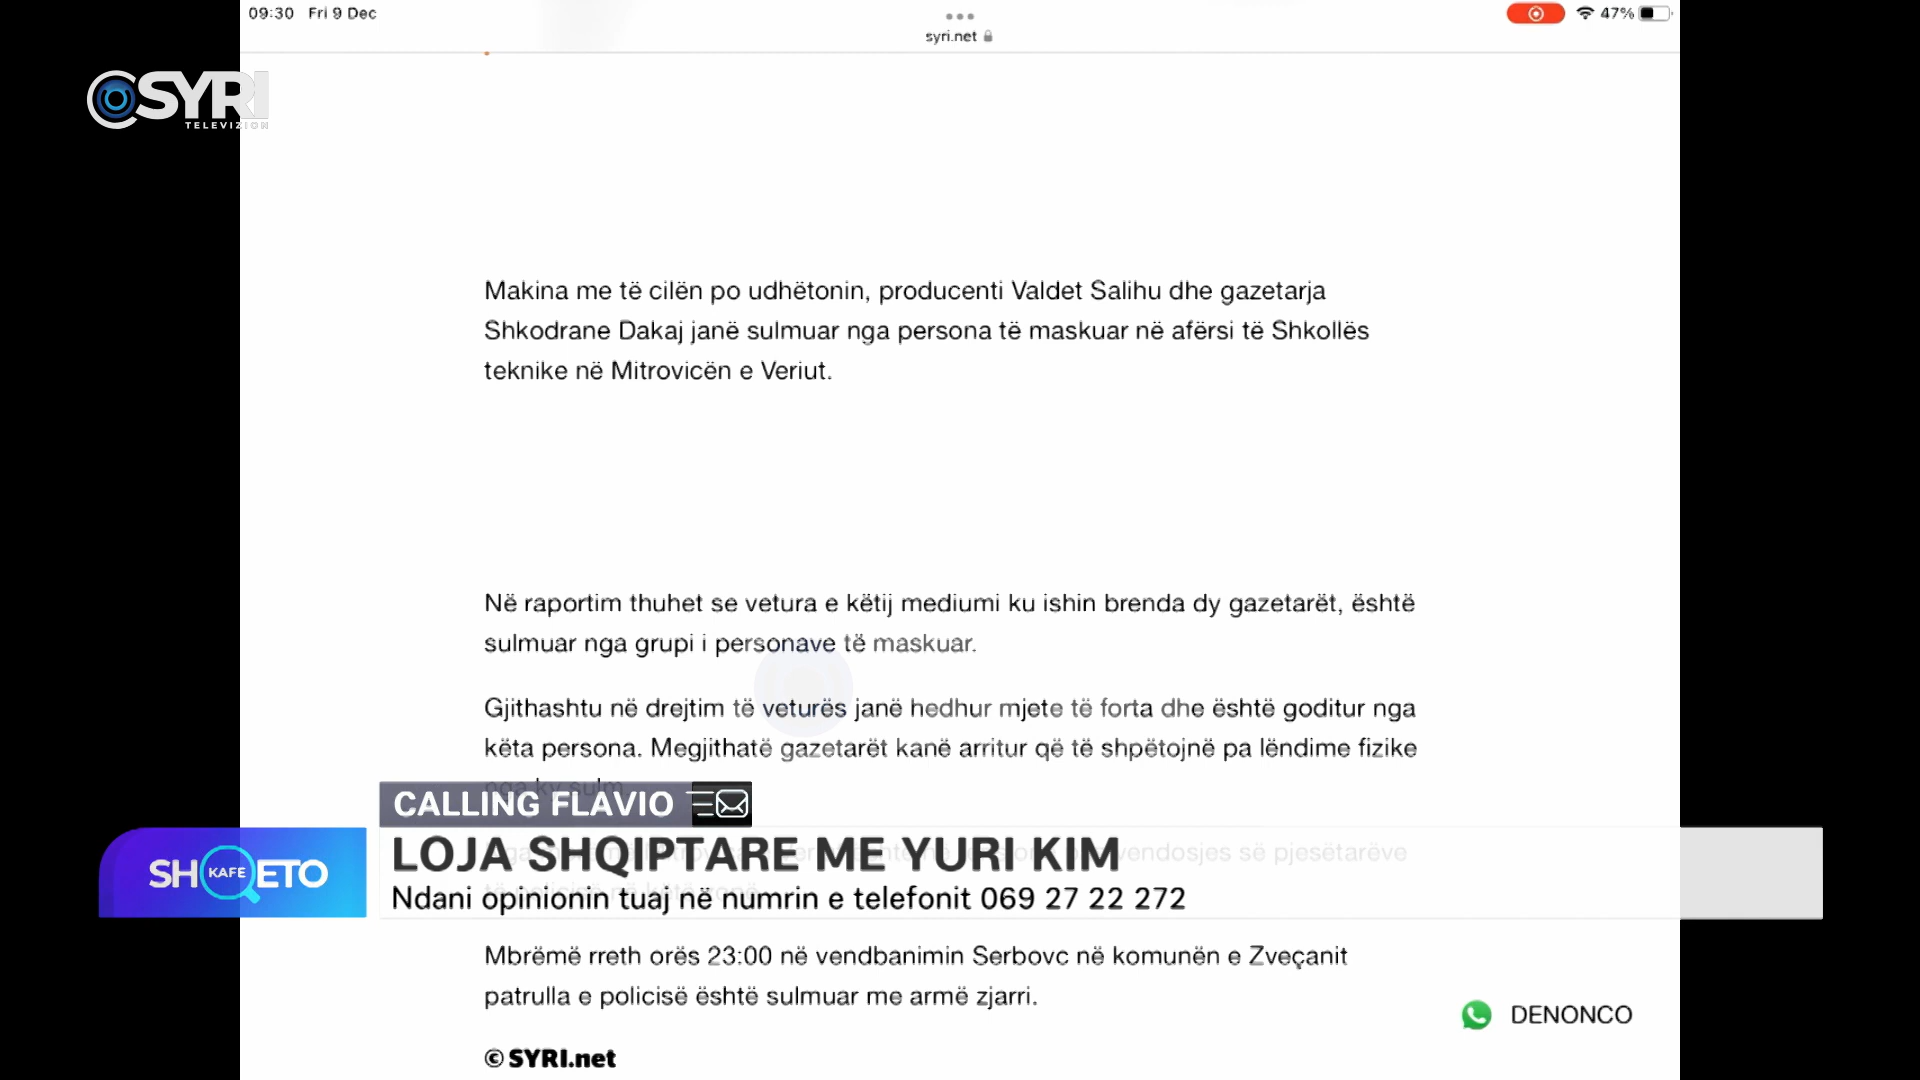 09:30 Fri 9 Dec
syri.net
47%
SYRI
TELEVIZION
Makina me të cilën po udhëtonin, producenti Valdet Salihu dhe gazetarja
Shkodrane Dakaj janë sulmuar nga persona të maskuar në afërsi të Shkollës
teknike në Mitrovicën e Veriut.
Në raportim thuhet se vetura e këtij mediumi ku ishin brenda dy gazetarët, është
sulmuar nga grupi i personave të maskuar.
Gjithashtu në drejtim të veturës janë hedhur mjete të forta dhe është goditur nga
këta persona. Megjithatë gazetarët kanë arritur që të shpëtojnë pa lëndime fizike
nga ky sulm
CALLING FLAVIO
LOJA SHQIPTARE ME YURI KIM
vendosjes së pjesëtarëve
SH KAFE ETO
Ndani opinionin tuaj në numrin e telefonit 069 27 22 272
Mbrëmë rreth orës 23:00 në vendbanimin Serbovc në komunën e Zveçanit
patrulla e policisë është sulmuar me armë zjarri.
DENONCO
© SYRI.net